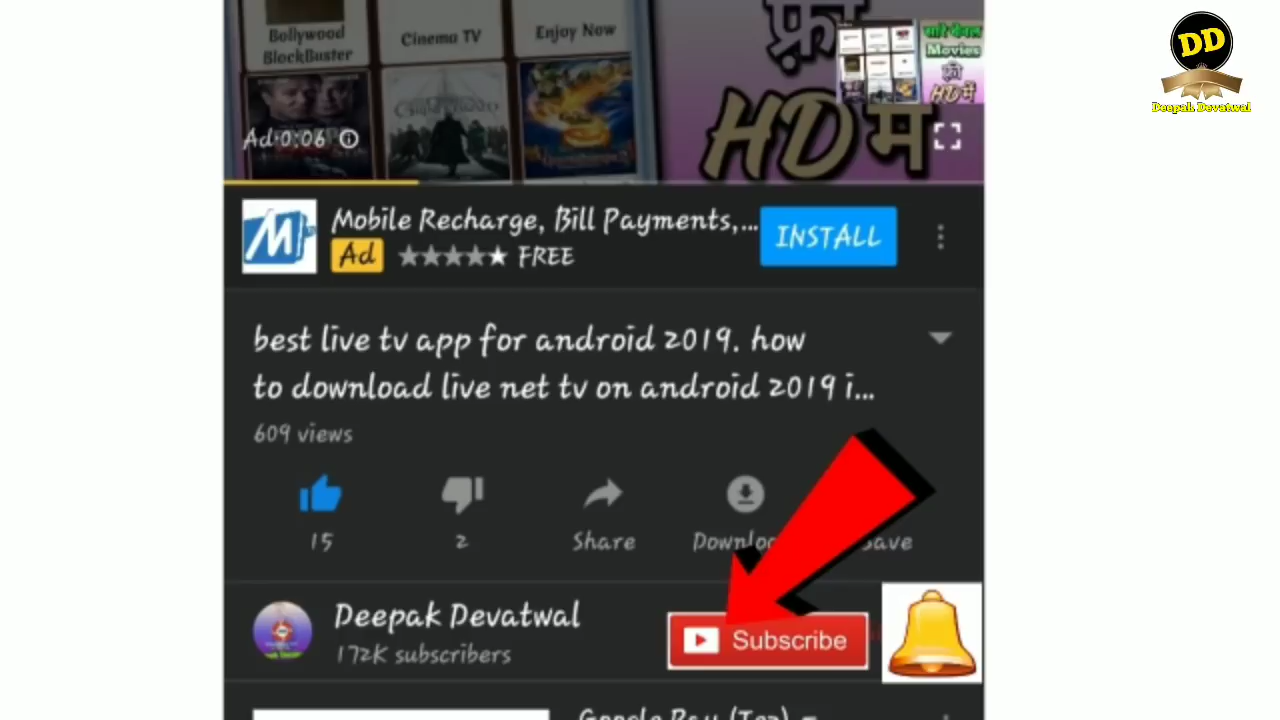 DD
Deepak Devatwal
Bollywood
BlockBuster
Cinema TV
Enjoy Now
फ़्री
Movies
फ्री
HD में
HD में
Ad·0:06
Mobile Recharge, Bill Payments,...
Ad
FREE
INSTALL
best live tv app for android 2019. how
to download live net tv on android 2019 i...
609 views
15
2
Share
Save
Deepak Devatwal
172K subscribers
Subscribe